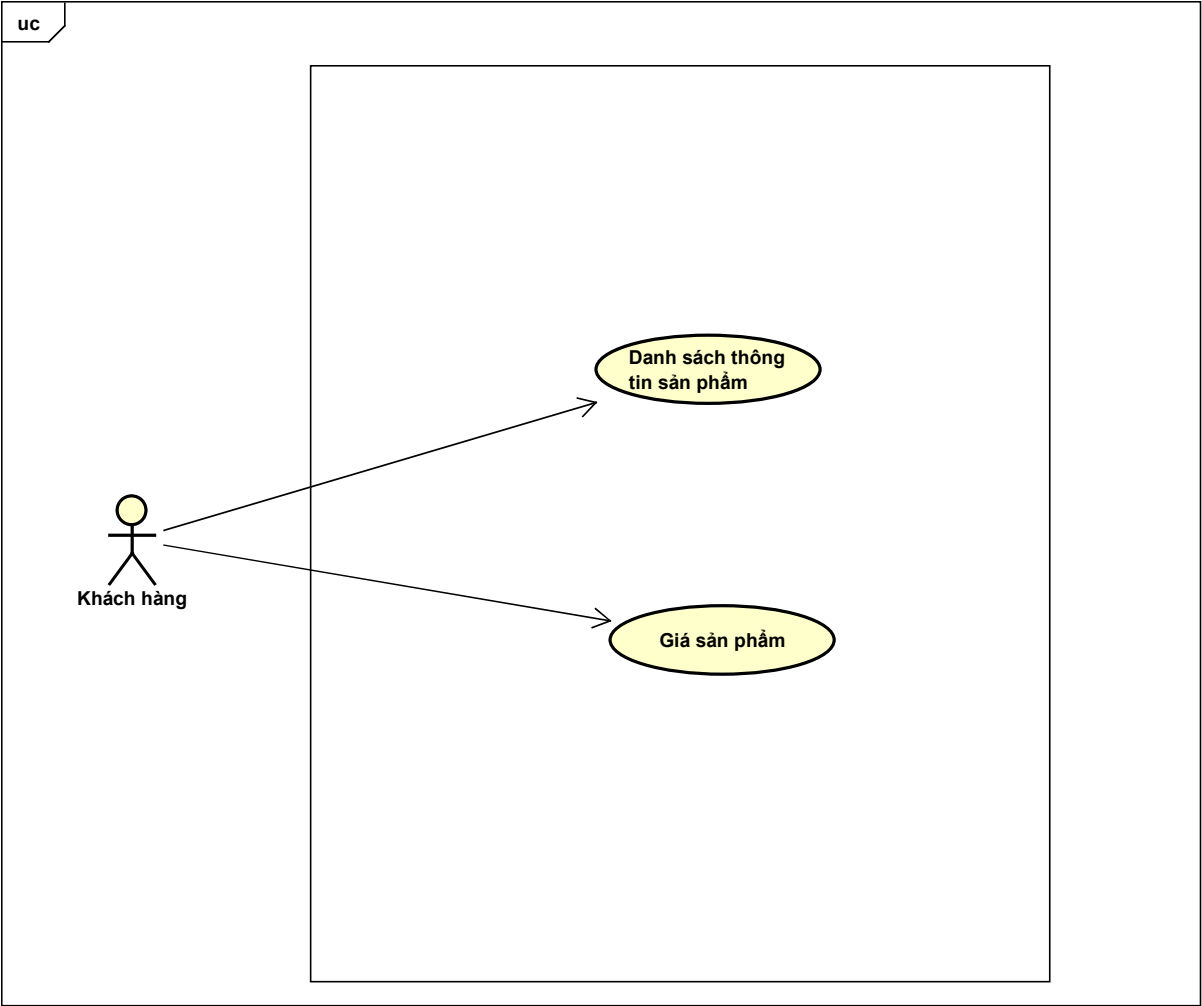 uc
Danh sách thông
tin sản phẩm
Khách hàng
Giá sản phẩm